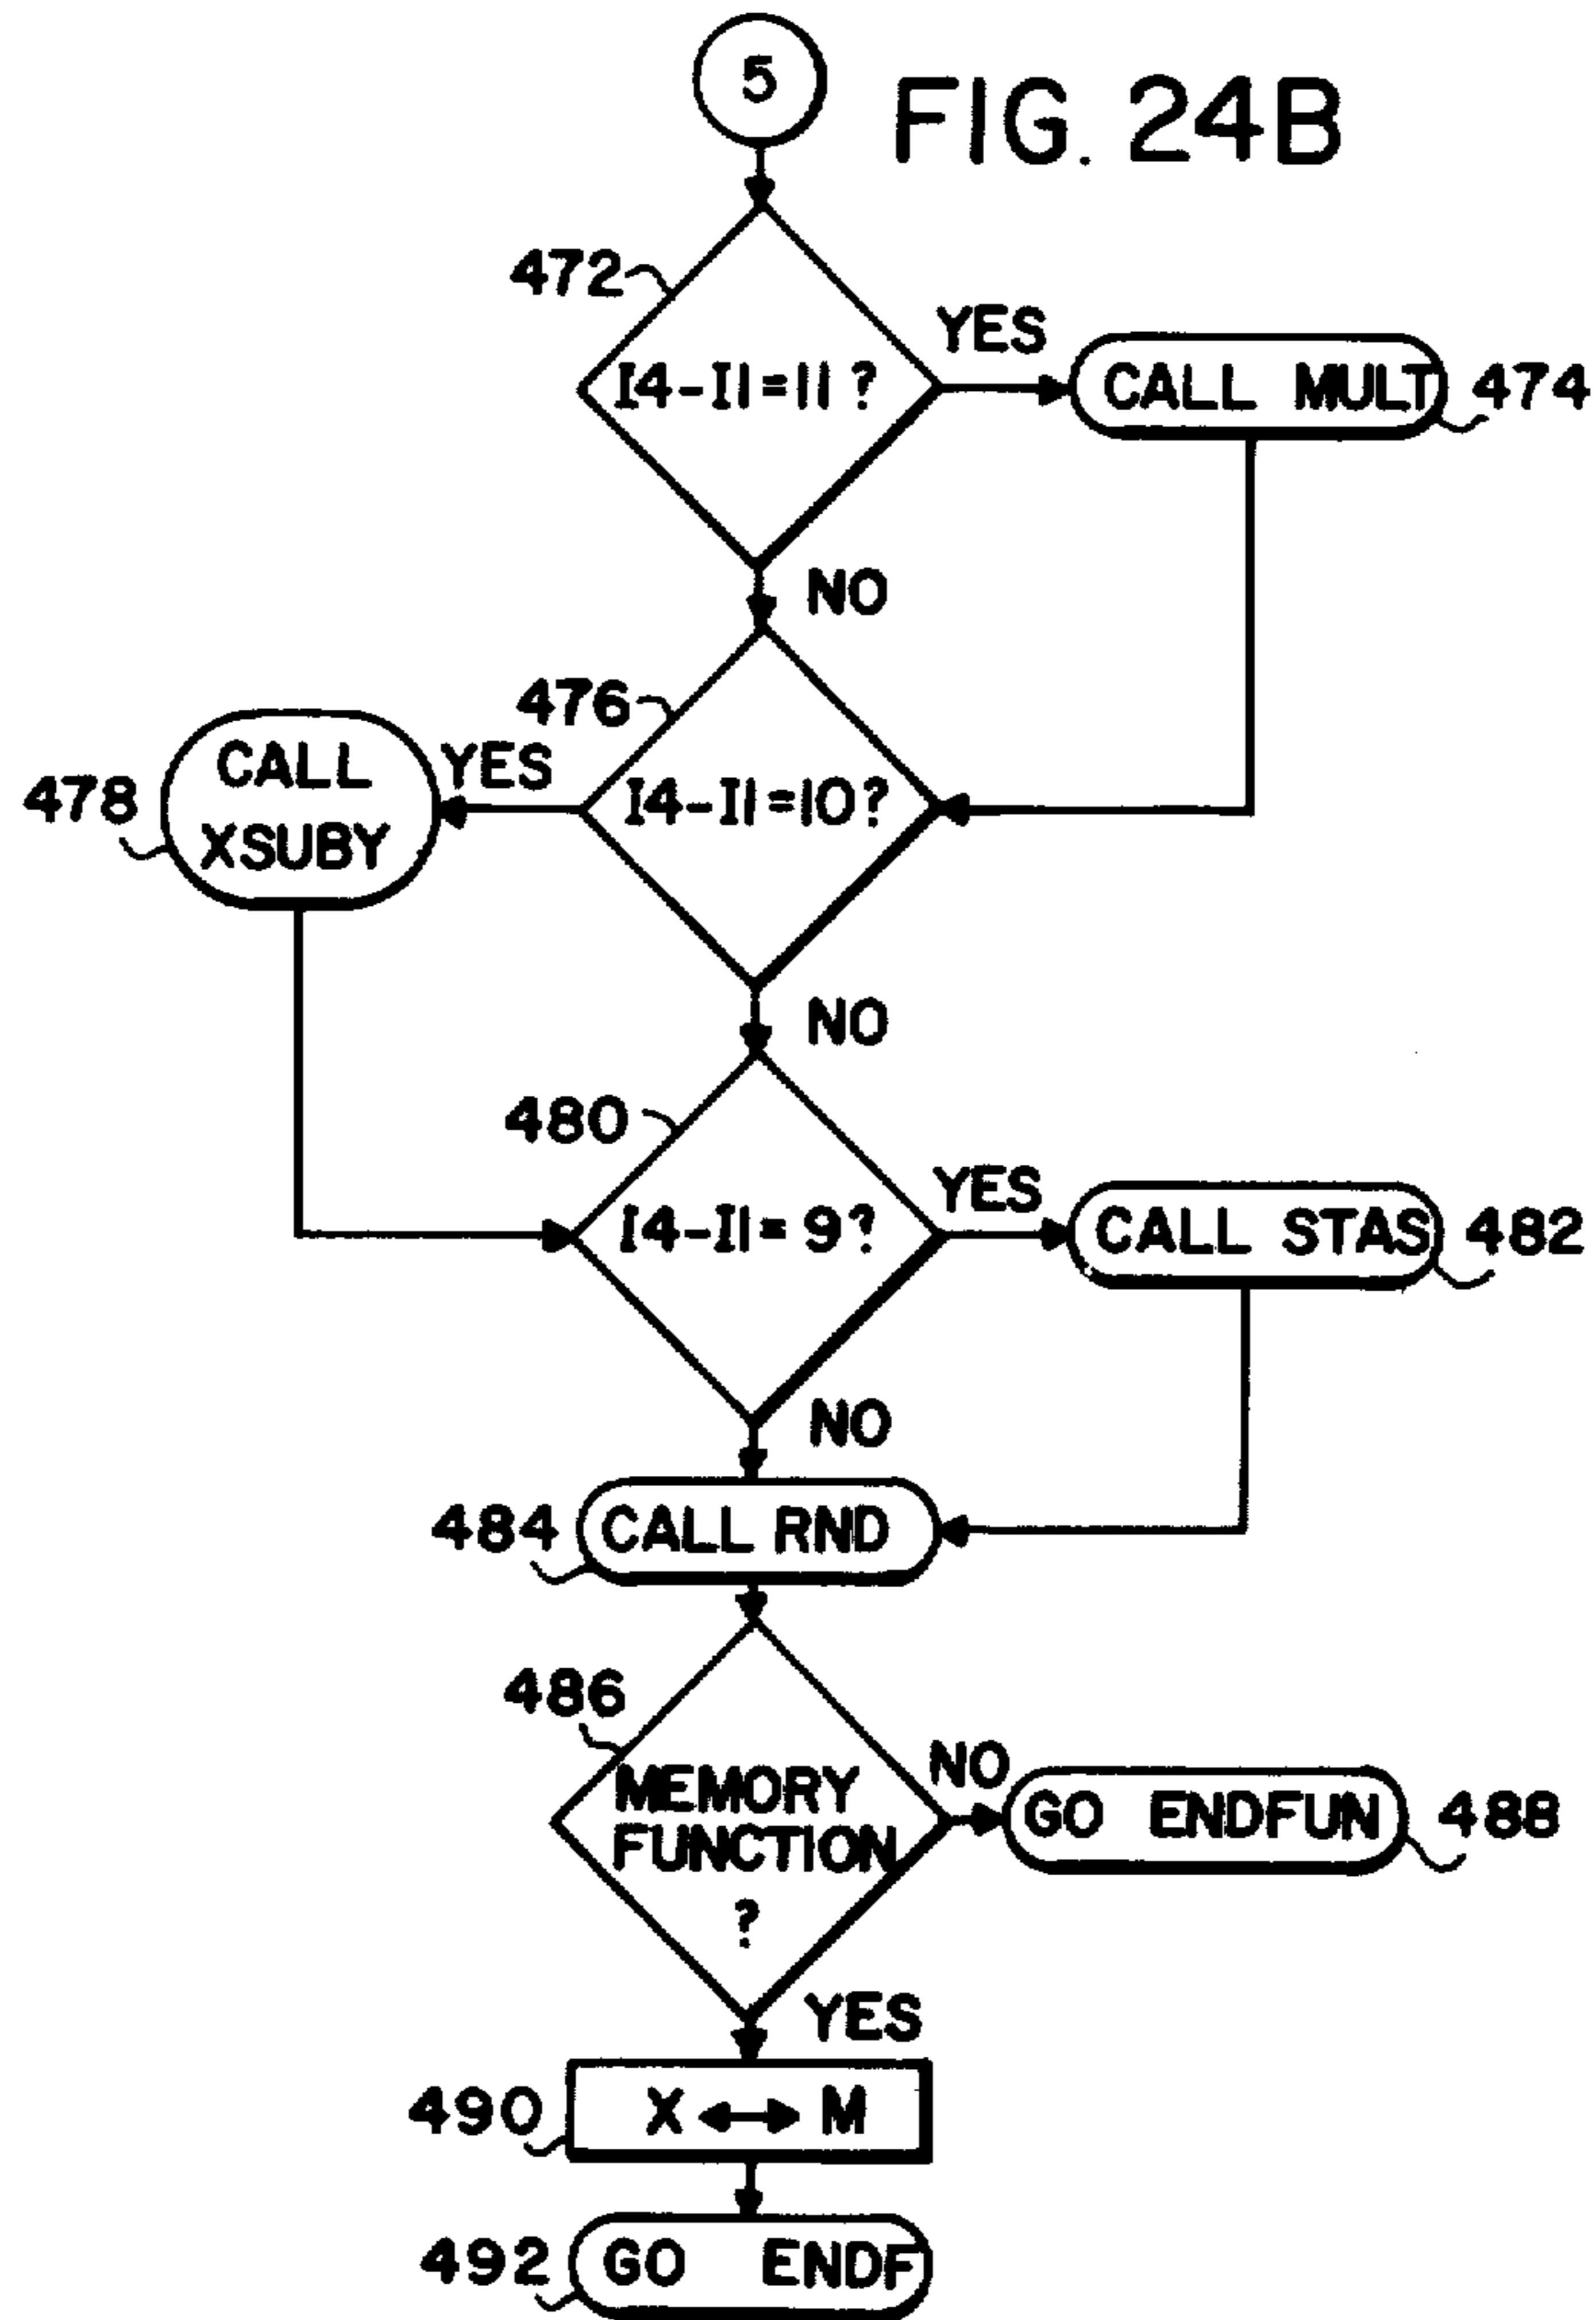 5
FIG. 24B
472
YES
I4-I1=11?
CALL MULT
474
NO
476
CALL
XSUBY
YES
478
I4-I1=10?
NO
480
YES
I4-I1=9?
CALL STAS
482
NO
484
CALL RND
486
MEMORY
FUNCTION
?
NO
GO ENDFUN
488
YES
490
X ↔ M
492
GO ENDF